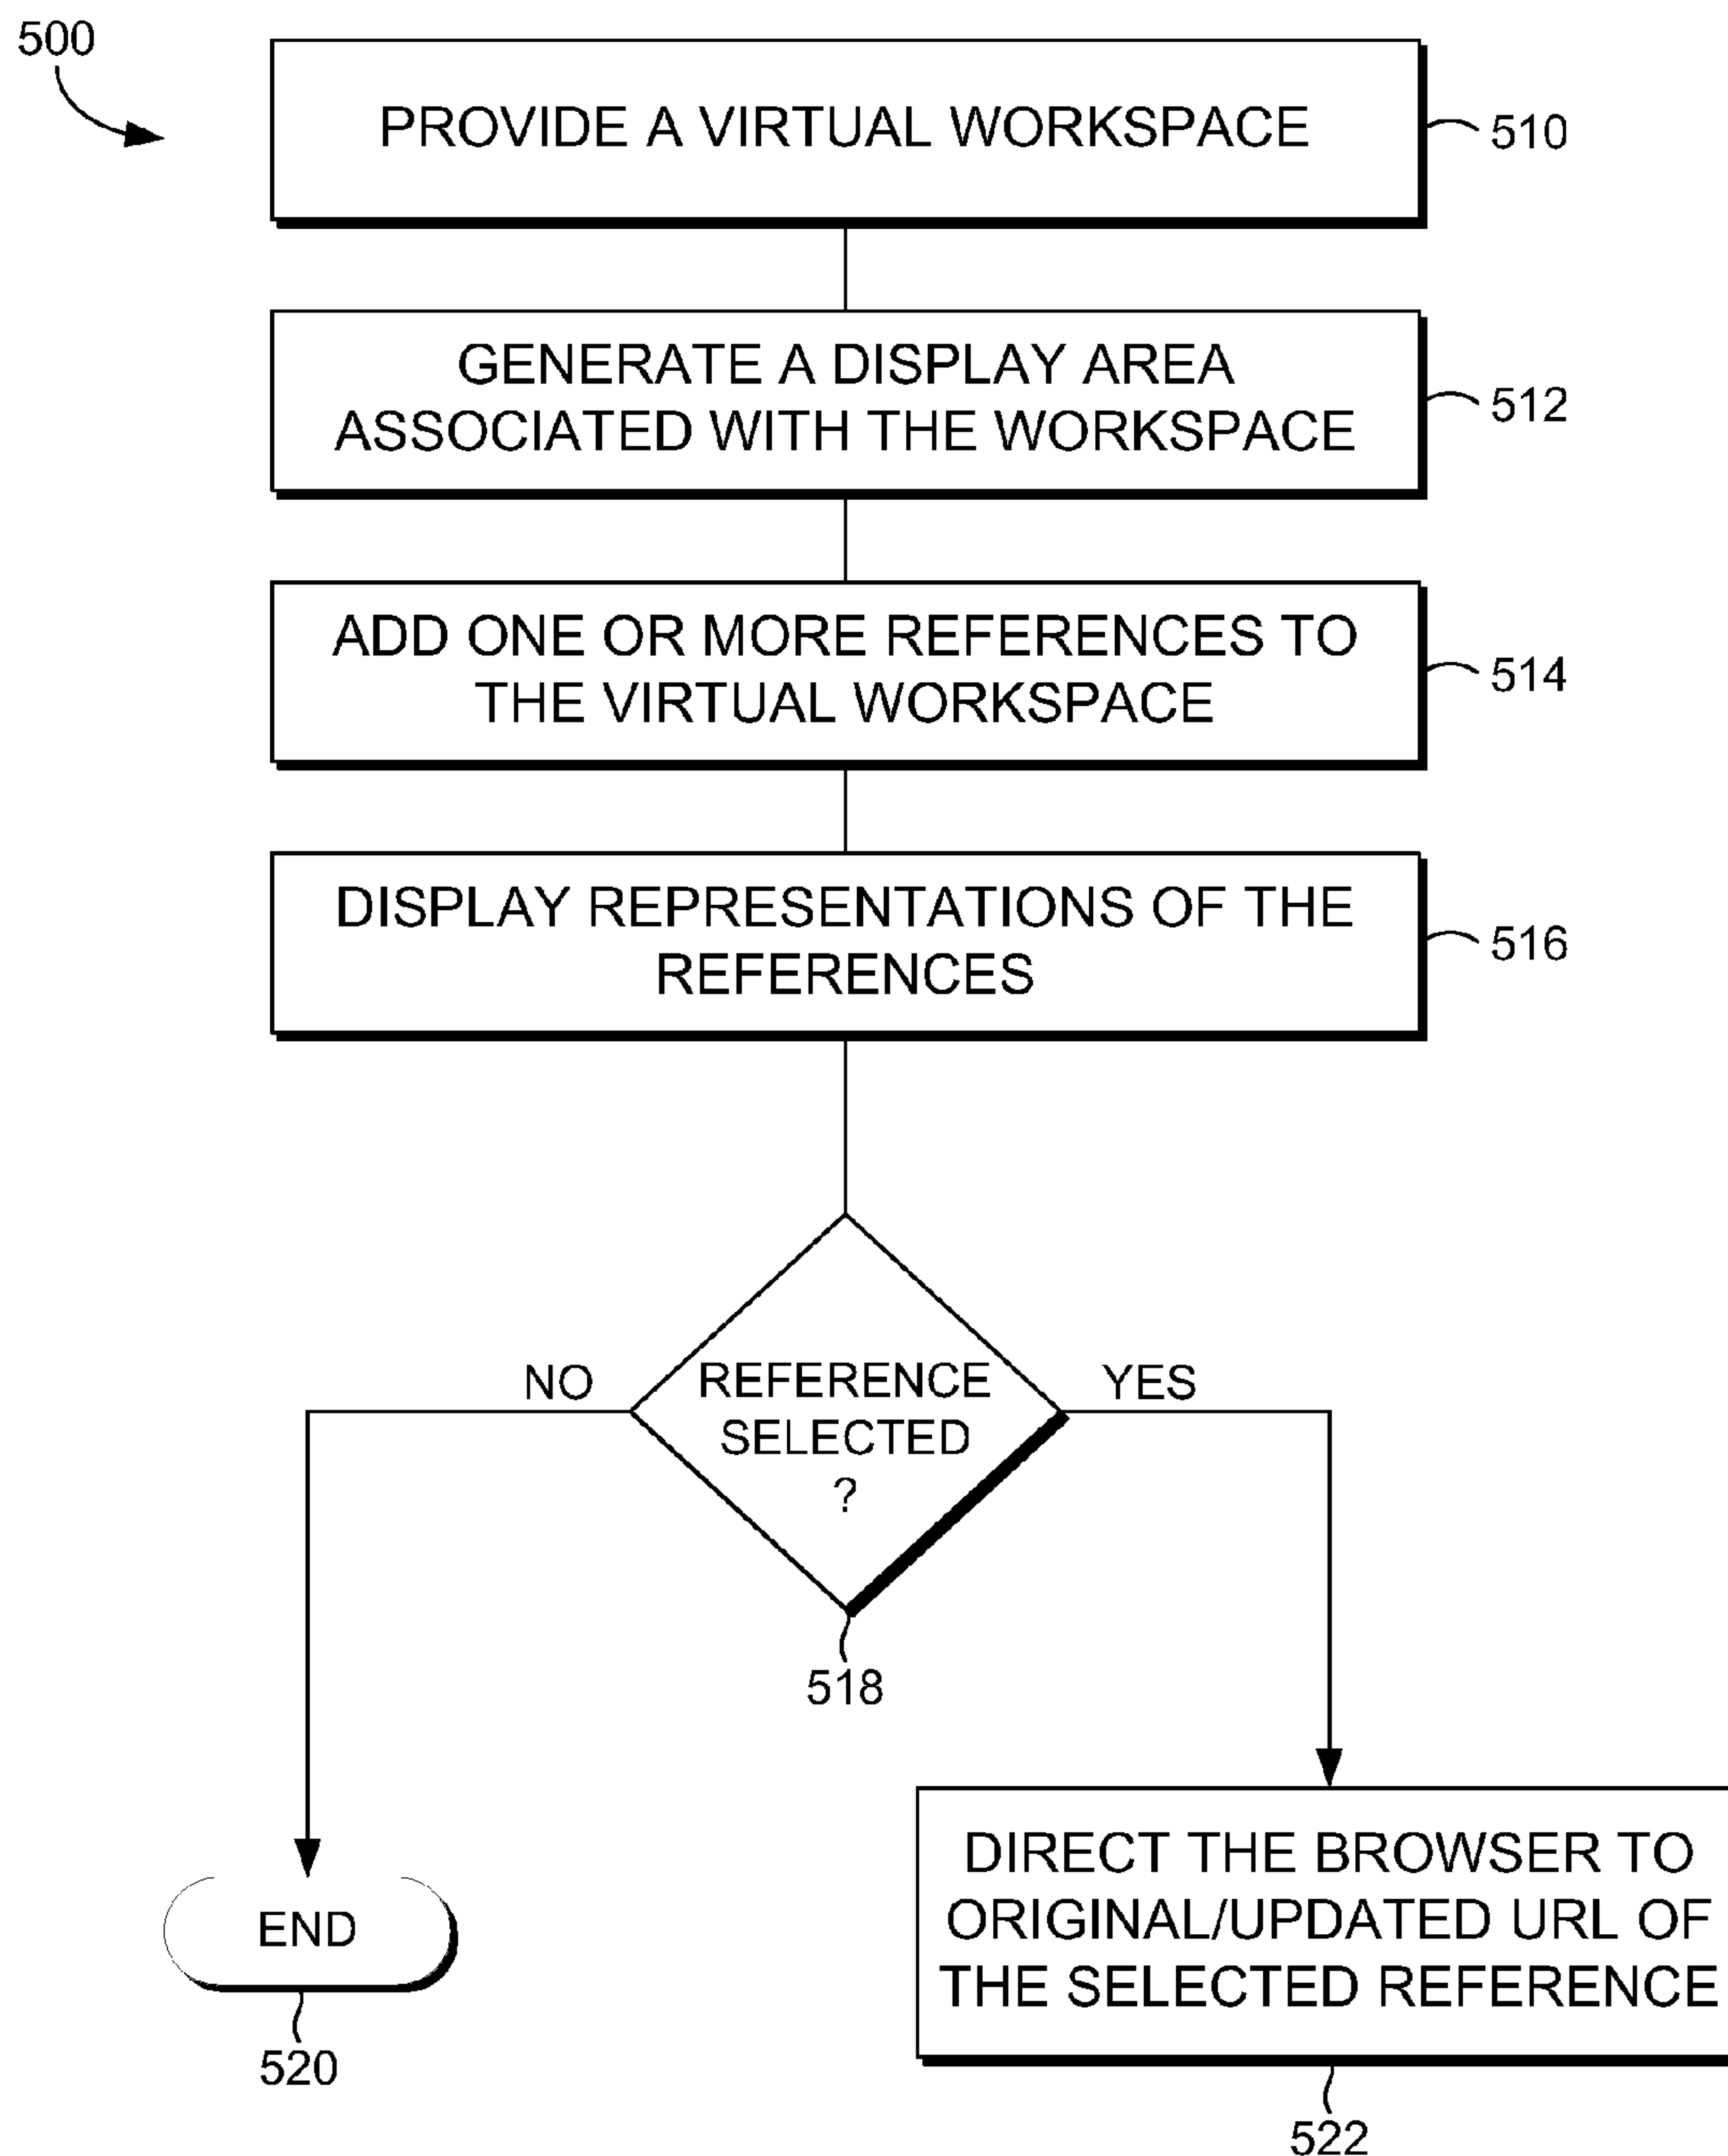 500
PROVIDE A VIRTUAL WORKSPACE
510
GENERATE A DISPLAY AREA
ASSOCIATED WITH THE WORKSPACE
512
ADD ONE OR MORE REFERENCES TO
THE VIRTUAL WORKSPACE
514
DISPLAY REPRESENTATIONS OF THE
REFERENCES
516
NO
REFERENCE
SELECTED
?
YES
518
END
520
DIRECT THE BROWSER TO
ORIGINAL/UPDATED URL OF
THE SELECTED REFERENCE
522